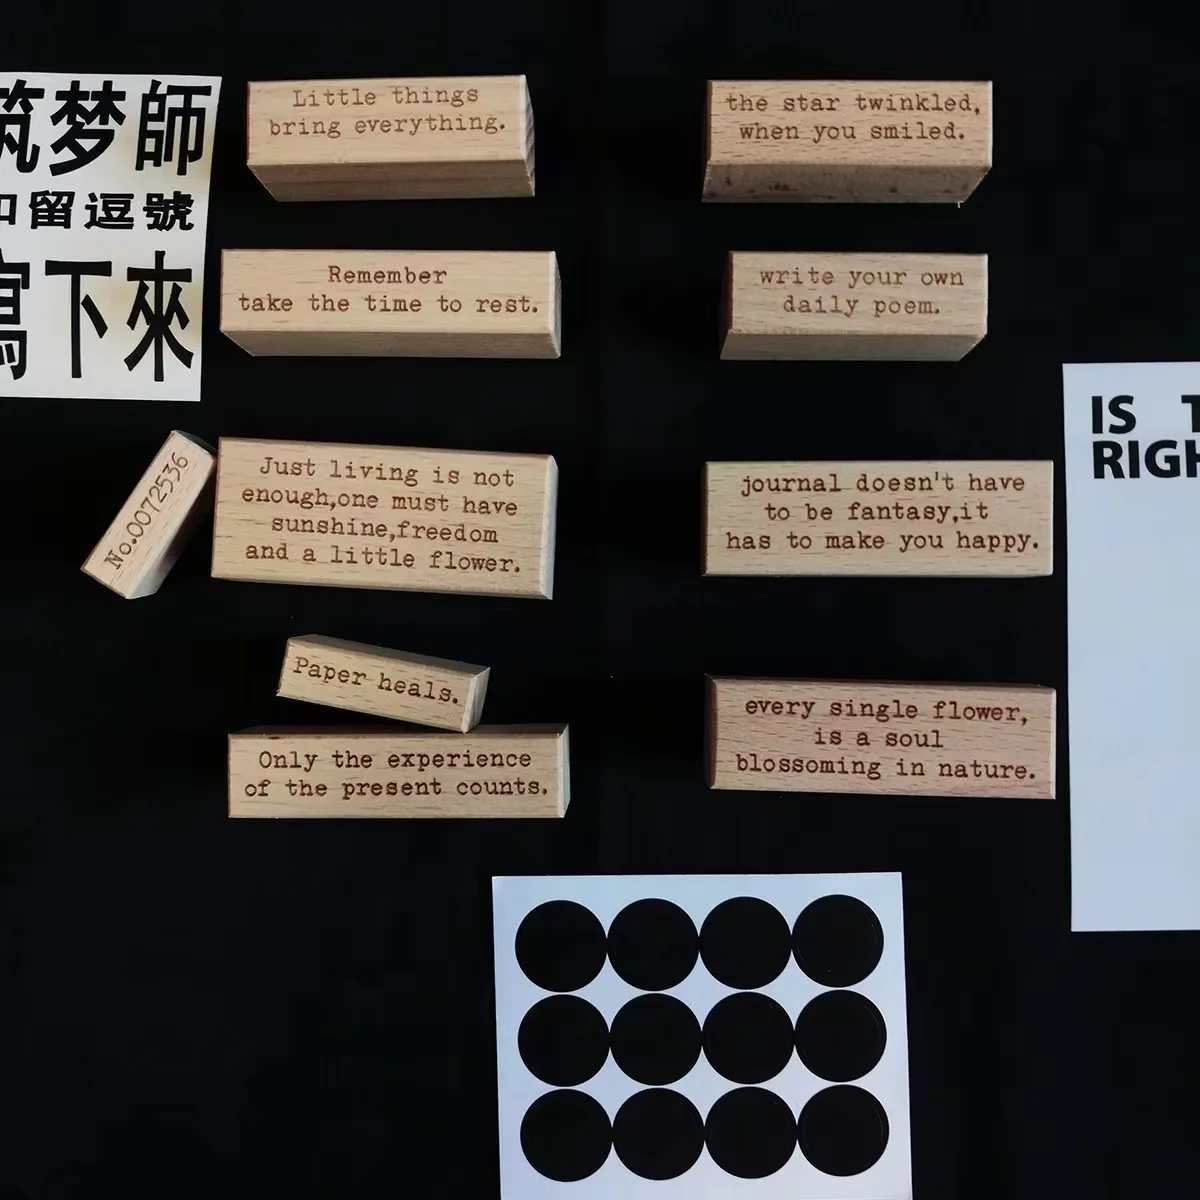 筑梦師
留逗號
寫下來
Little things
bring everything.
the star twinkled,
when you smiled.
Remember
take the time to rest.
write your own
daily poem.
IS T
RIGH
No.0072536
Just living is not
enough,one must have
sunshine,freedom
and a little flower.
journal doesn't have
to be fantasy,it
has to make you happy.
Paper heals.
Only the experience
of the present counts.
every single flower,
is a soul
blossoming in nature.